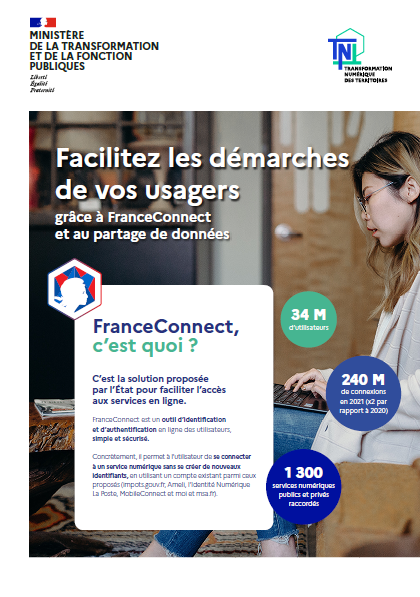 MINISTÈRE
DE LA TRANSFORMATION
ET DE LA FONCTION
PUBLIQUES
Liberté
Égalité
Fraternité
TNT
TRANSFORMATION
NUMÉRIQUE
DES TERRITOIRES
Facilitez les démarches
de vos usagers
grâce à FranceConnect
et au partage de données
FranceConnect,
c'est quoi ?
C'est la solution proposée
par l'État pour faciliter l'accès
aux services en ligne.
FranceConnect est un outil d'identification
et d'authentification en ligne des utilisateurs,
simple et sécurisé.
Concrètement, il permet à l'utilisateur de se connecter
à un service numérique sans se créer de nouveaux
identifiants, en utilisant un compte existant parmi ceux
proposés (impots.gouv.fr, Ameli, l'Identité Numérique
La Poste, MobileConnect et moi et msa.fr).
34 M
d'utilisateurs
240 M
de connexions
en 2021 (x2 par
rapport à 2020)
1 300
services numériques
publics et privés
raccordés